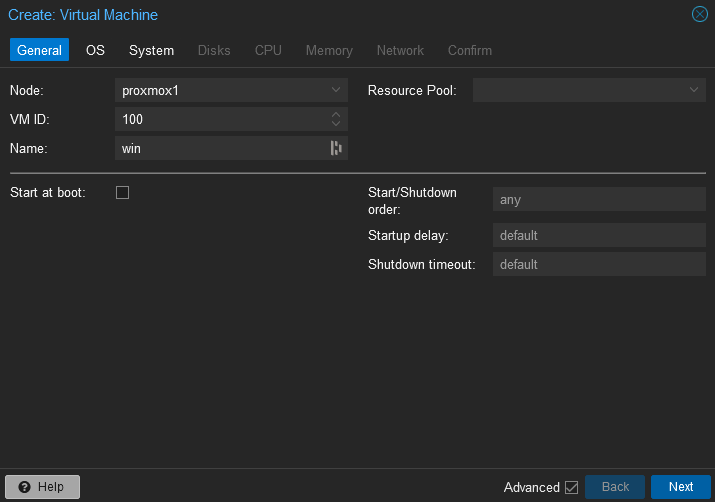 Create: Virtual Machine
General OS System Disks CPU Memory Network Confirm
Node: proxmox1 Resource Pool:
VM ID: 100
Name: win
Start at boot: Start/Shutdown order: any
Startup delay: default
Shutdown timeout: default
Help Advanced Back Next